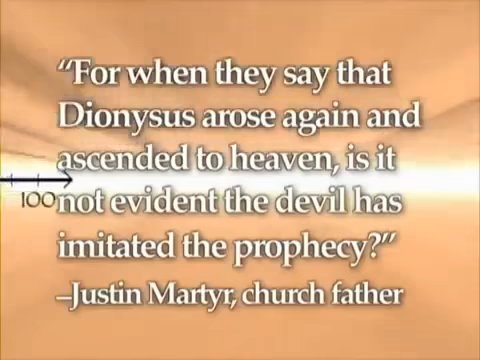 “For when they say that
Dionysus arose again and
ascended to heaven, is it
not evident the devil has
imitated the prophecy?”
–Justin Martyr, church father
100